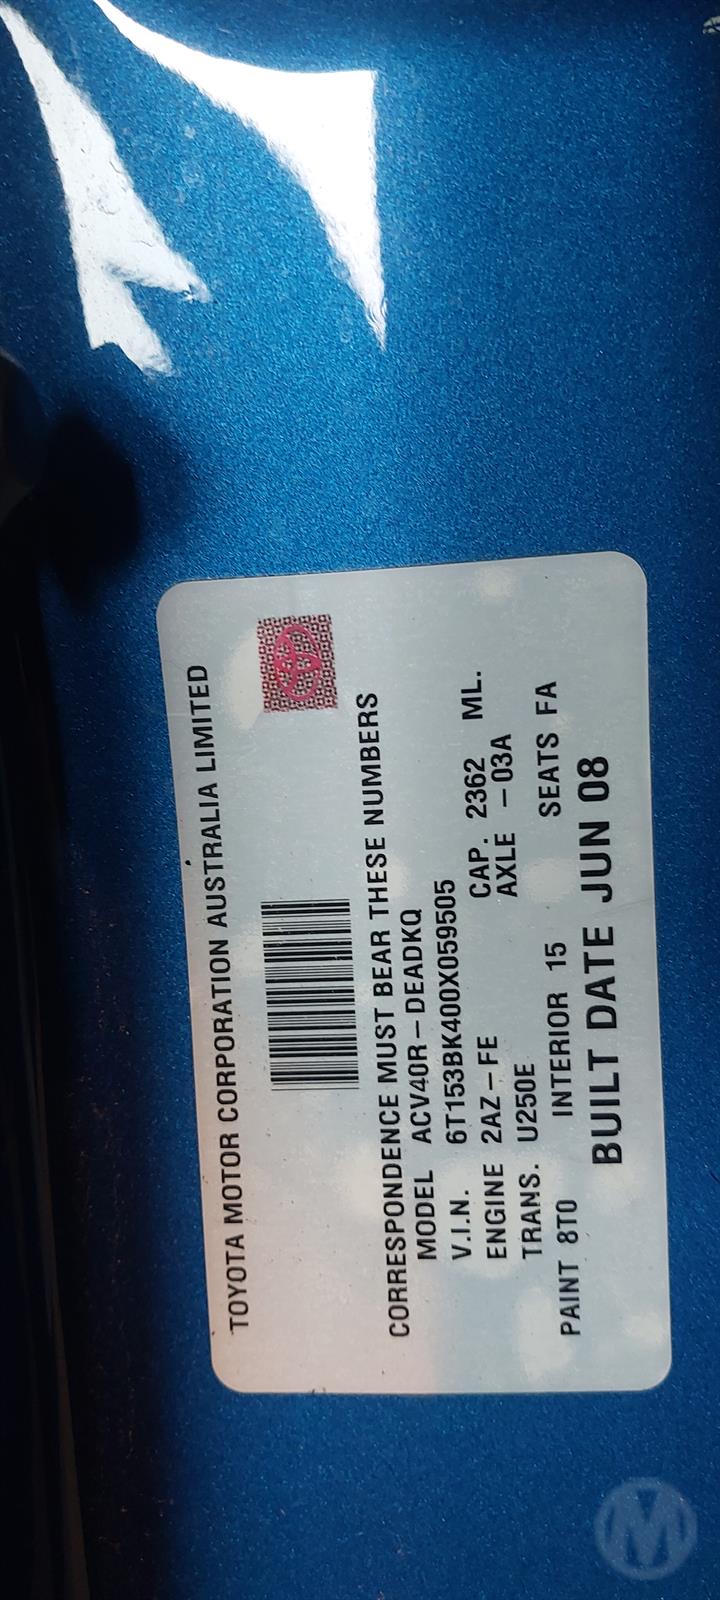 TOYOTA MOTOR CORPORATION AUSTRALIA LIMITED
CORRESPONDENCE MUST BEAR THESE NUMBERS
MODEL ACV40R-DEADKQ
V.I.N. 6T153BK400X059505
ENGINE 2AZ-FE CAP. 2362 ML.
TRANS. U250E AXLE -03A
PAINT 8T0 INTERIOR 15 SEATS FA
BUILT DATE JUN 08
M